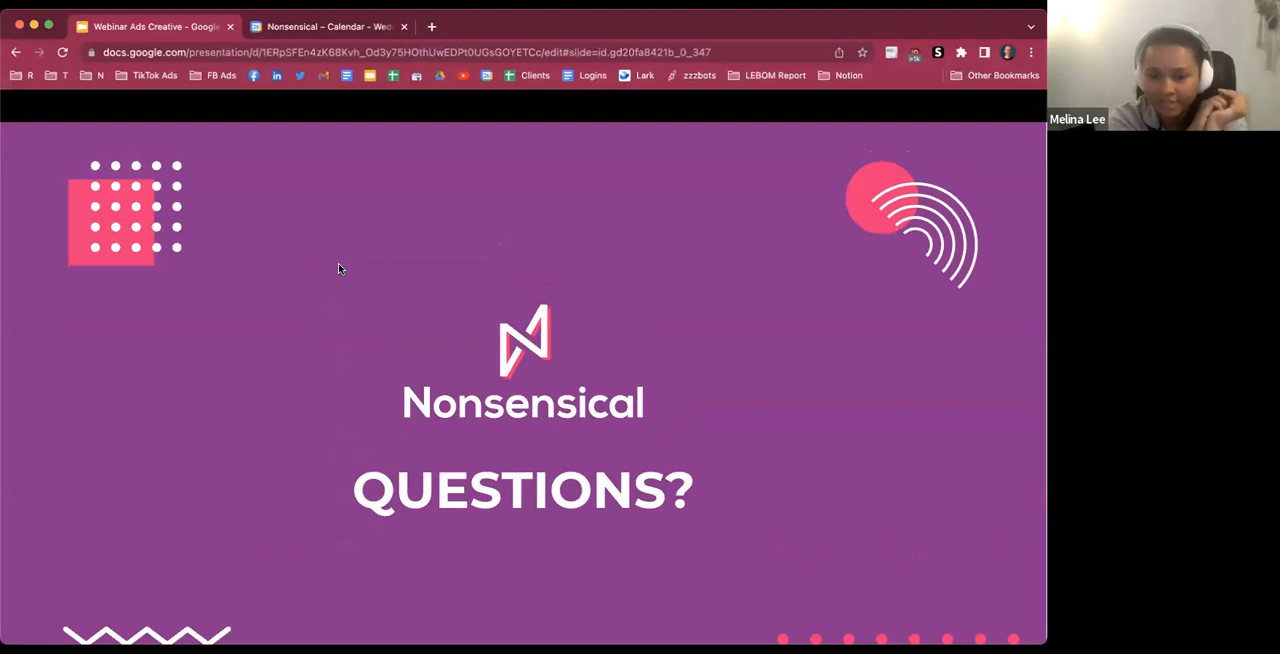 Webinar Ads Creative - Google
Nonsensical – Calendar - Wed
docs.google.com/presentation/d/1ERpSFEn4zK68Kvh_Od3y75HOthUwEDPt0UGsGOYETCc/edit#slide=id.gd20fa8421b_0_347
R T N TikTok Ads FB Ads Clients Logins Lark zzzbots LEBOM Report Notion Other Bookmarks
Melina Lee
Nonsensical
QUESTIONS?